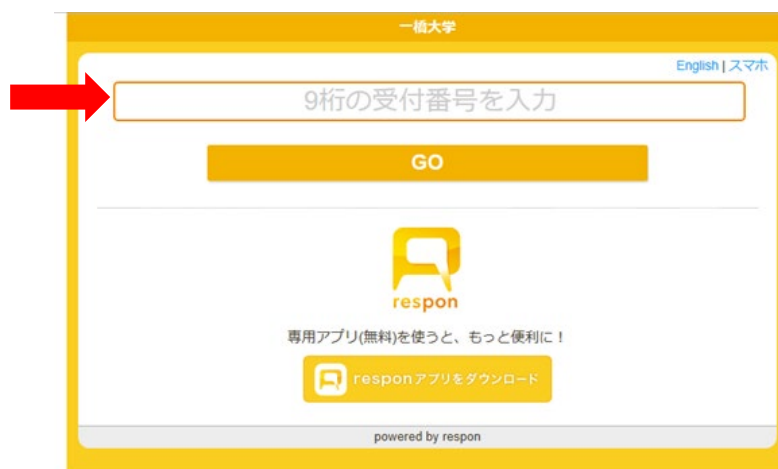 一橋大学
English | スマホ
9桁の受付番号を入力
GO
respon
専用アプリ(無料)を使うと、もっと便利に！
responアプリをダウンロード
powered by respon